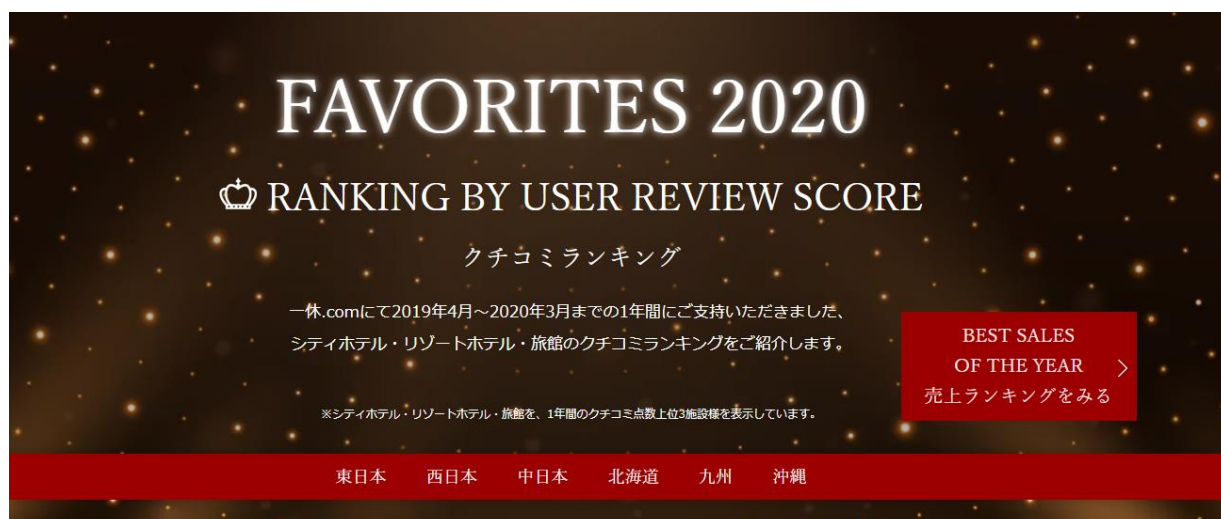 FAVORITES 2020
RANKING BY USER REVIEW SCORE
クチコミランキング
一休.comにて2019年4月～2020年3月までの1年間にご支持いただきました、
シティホテル・リゾートホテル・旅館のクチコミランキングをご紹介します。
BEST SALES
OF THE YEAR
売上ランキングをみる
※シティホテル・リゾートホテル・旅館を、1年間のクチコミ点数上位3施設様を表示しています。
東日本 西日本 中日本 北海道 九州 沖縄